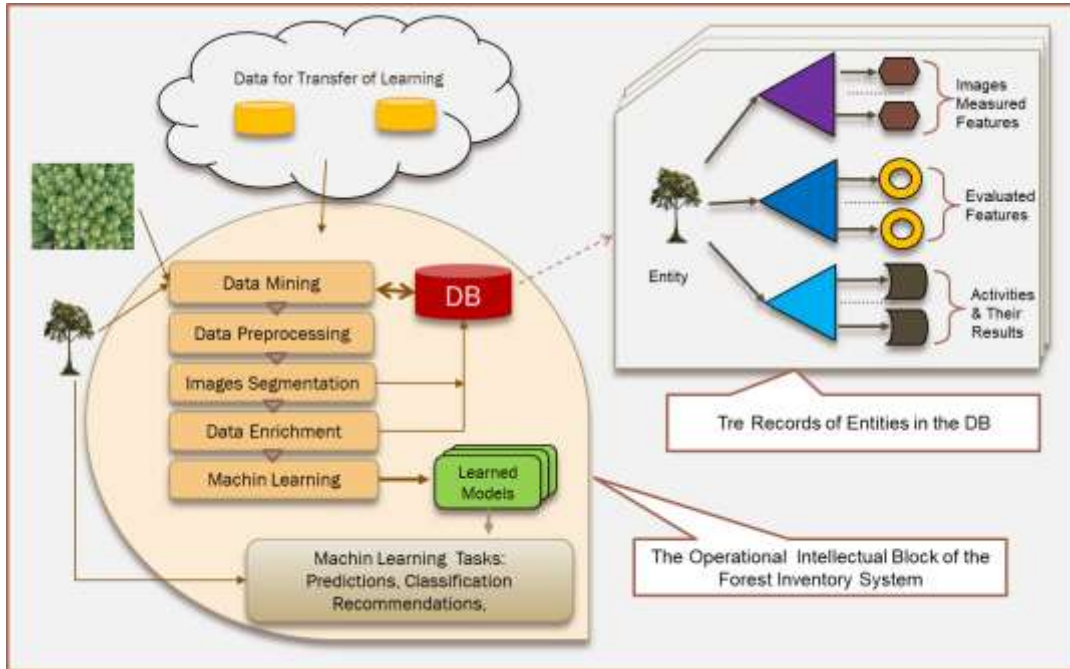 Data for Transfer of Learning
Data Mining
DB
Data Preprocessing
Images Segmentation
Data Enrichment
Machin Learning
Learned
Models
Machin Learning Tasks:
Predictions, Classification
Recommendations,
Entity
Images
Measured
Features
Evaluated
Features
Activities
& Their
Results
Tre Records of Entities in the DB
The Operational Intellectual Block of the
Forest Inventory System